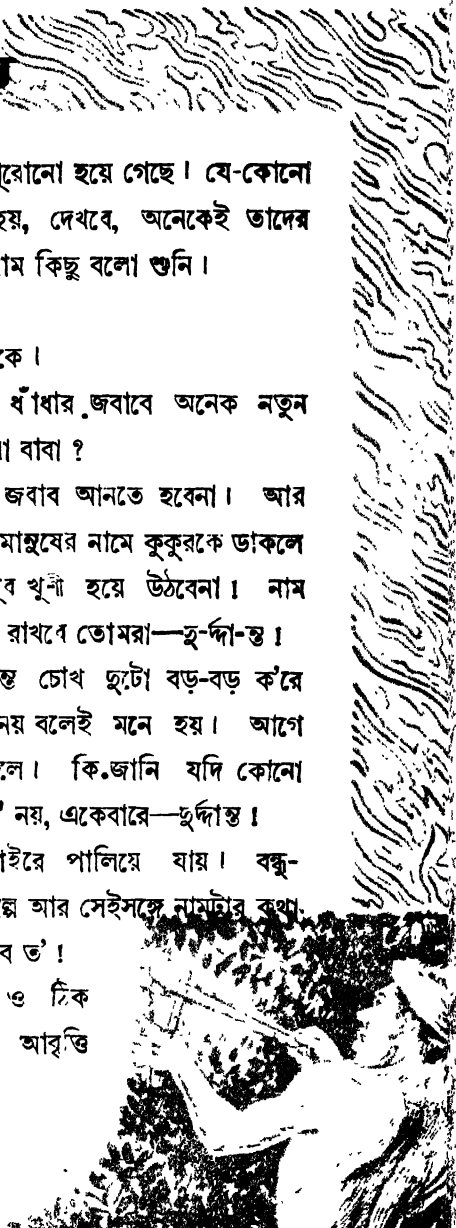 রোনো হয়ে গেছে। যে-কোনো
হয়, দেখবে, অনেকেই তাদের
কিছু বলো শুনি।
কে।
ধাঁধার জবাবে অনেক নতুন
বাবা ?
জবাব আনতে হবেনা। আর
মানুষের নামে কুকুরকে ডাকলে
খুশী হয়ে উঠবেনা! নাম
রাখবে তোমরা—দু-র্দ্দা-ন্ত !
ন্ত চোখ দুটো বড়-বড় ক'রে
নয় বলেই মনে হয়। আগে
লে। কি.জানি যদি কোনো
নয়, একেবারে—দুর্দ্দান্ত !
ইরে পালিয়ে যায়। বন্ধু-
ল্পে আর সেইসঙ্গে নামটার কথা
ব ত' !
ও ঠিক
আবৃত্তি